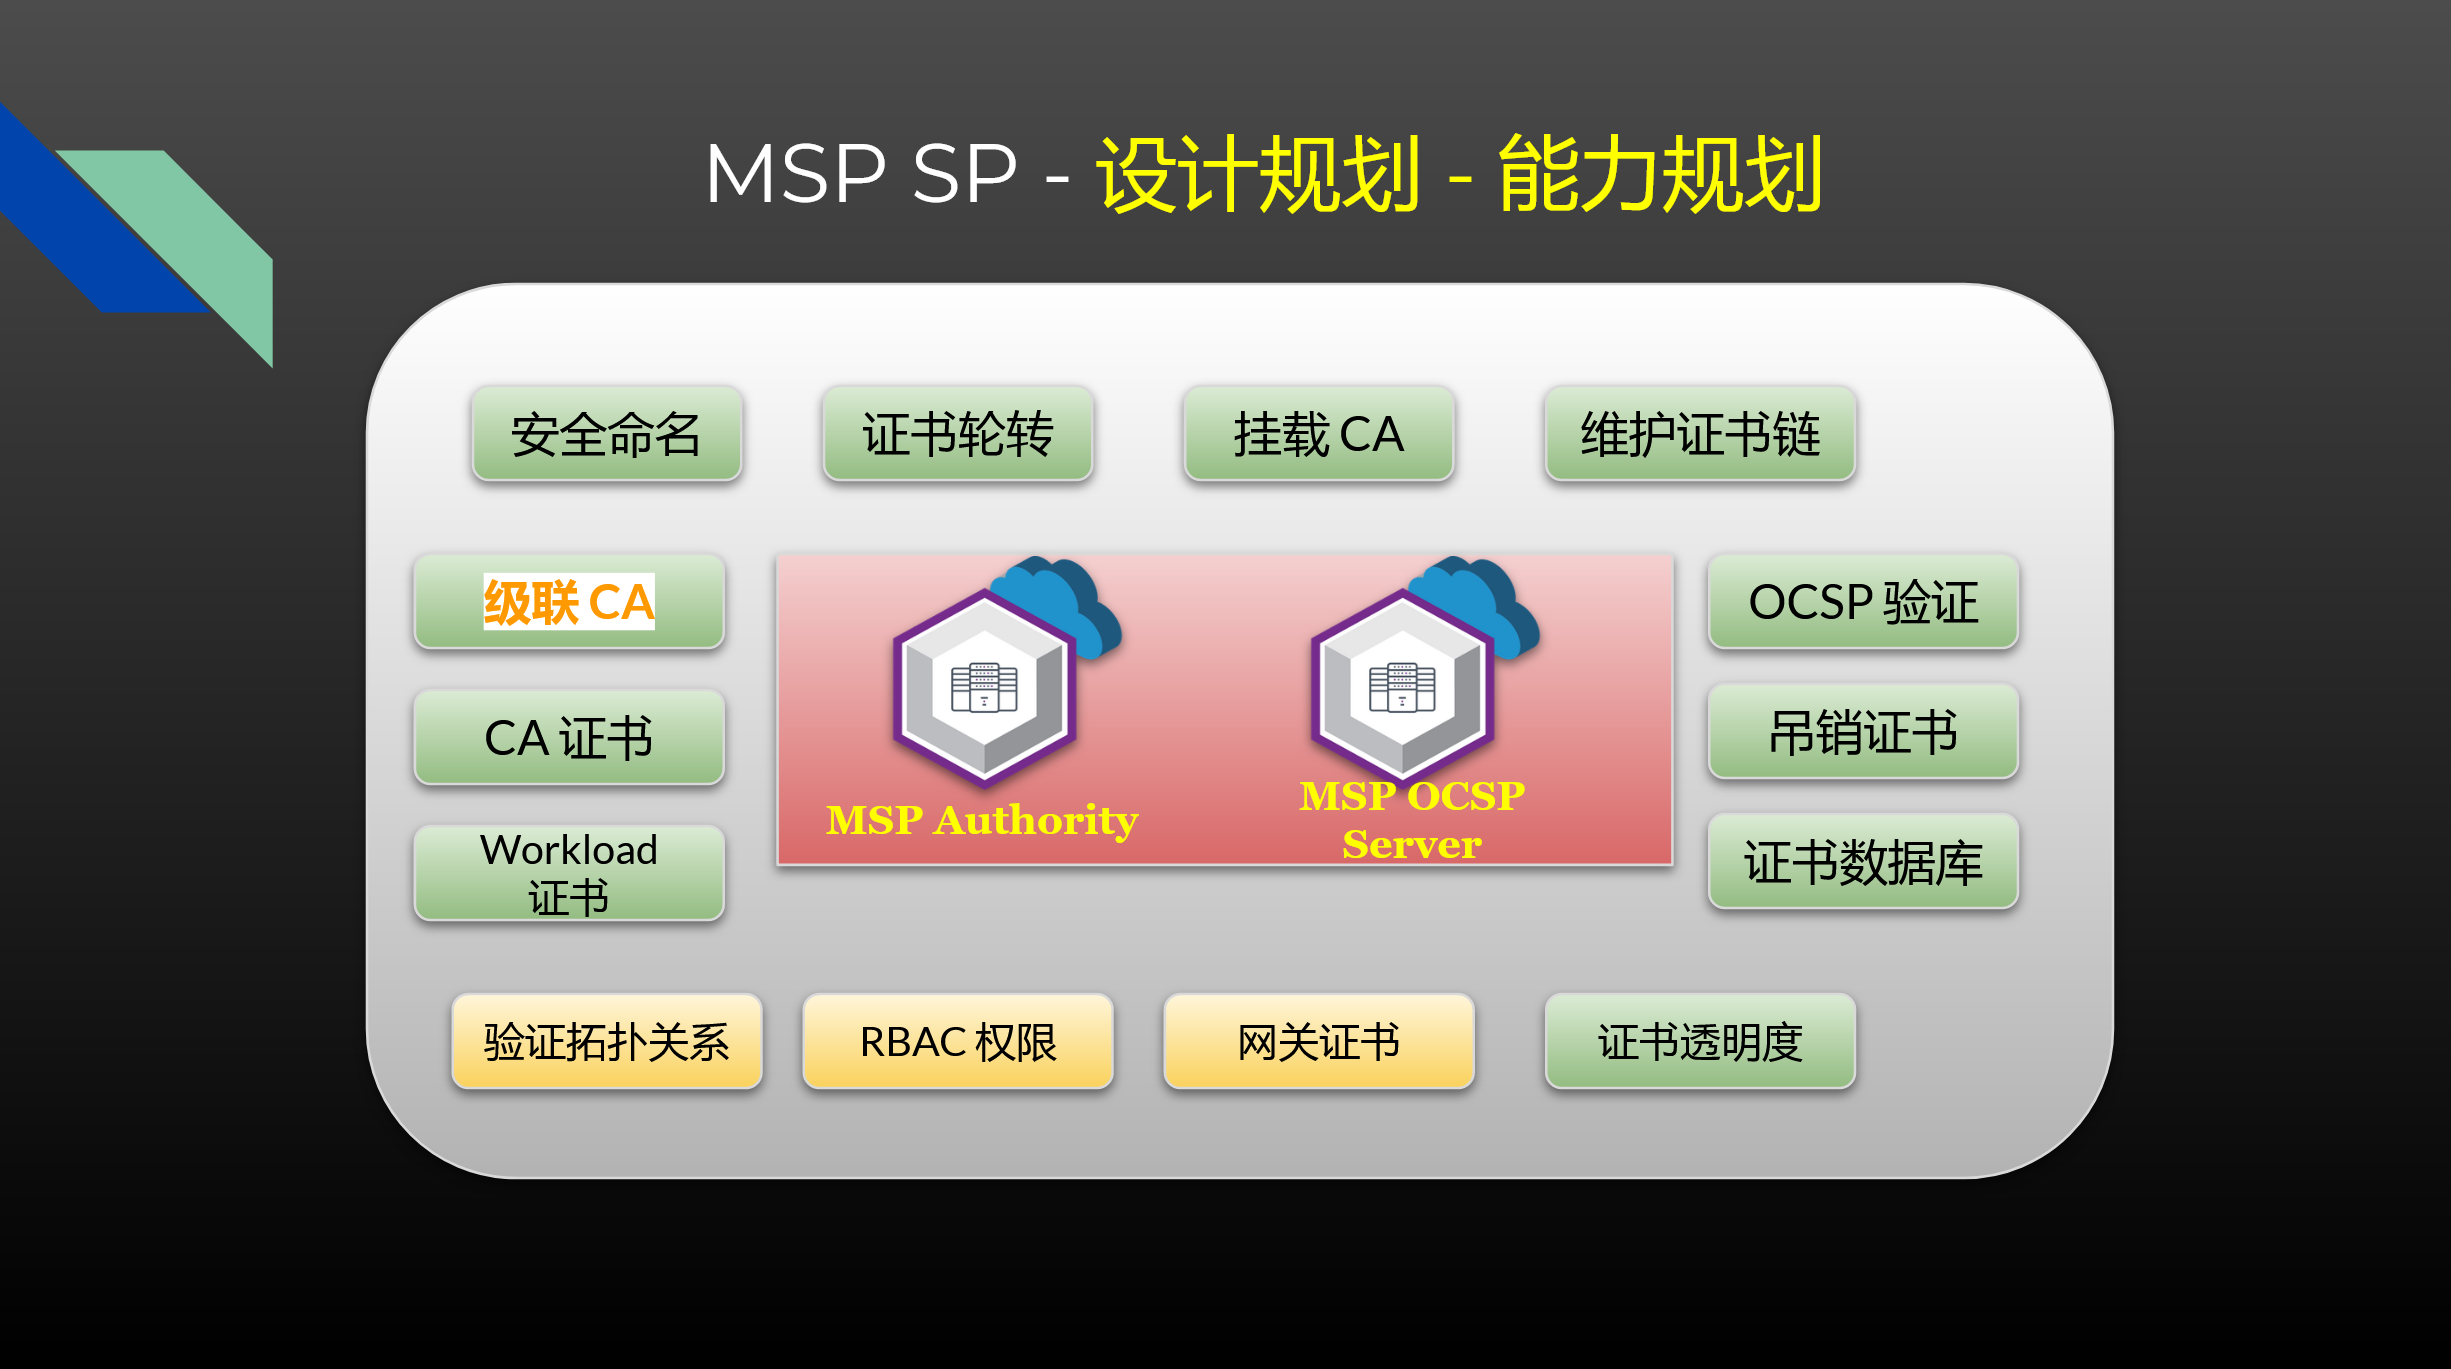 MSP SP - 设计规划 - 能力规划
安全命名
证书轮转
挂载 CA
维护证书链
级联 CA
CA 证书
Workload
证书
MSP Authority
MSP OCSP
Server
OCSP 验证
吊销证书
证书数据库
验证拓扑关系
RBAC 权限
网关证书
证书透明度